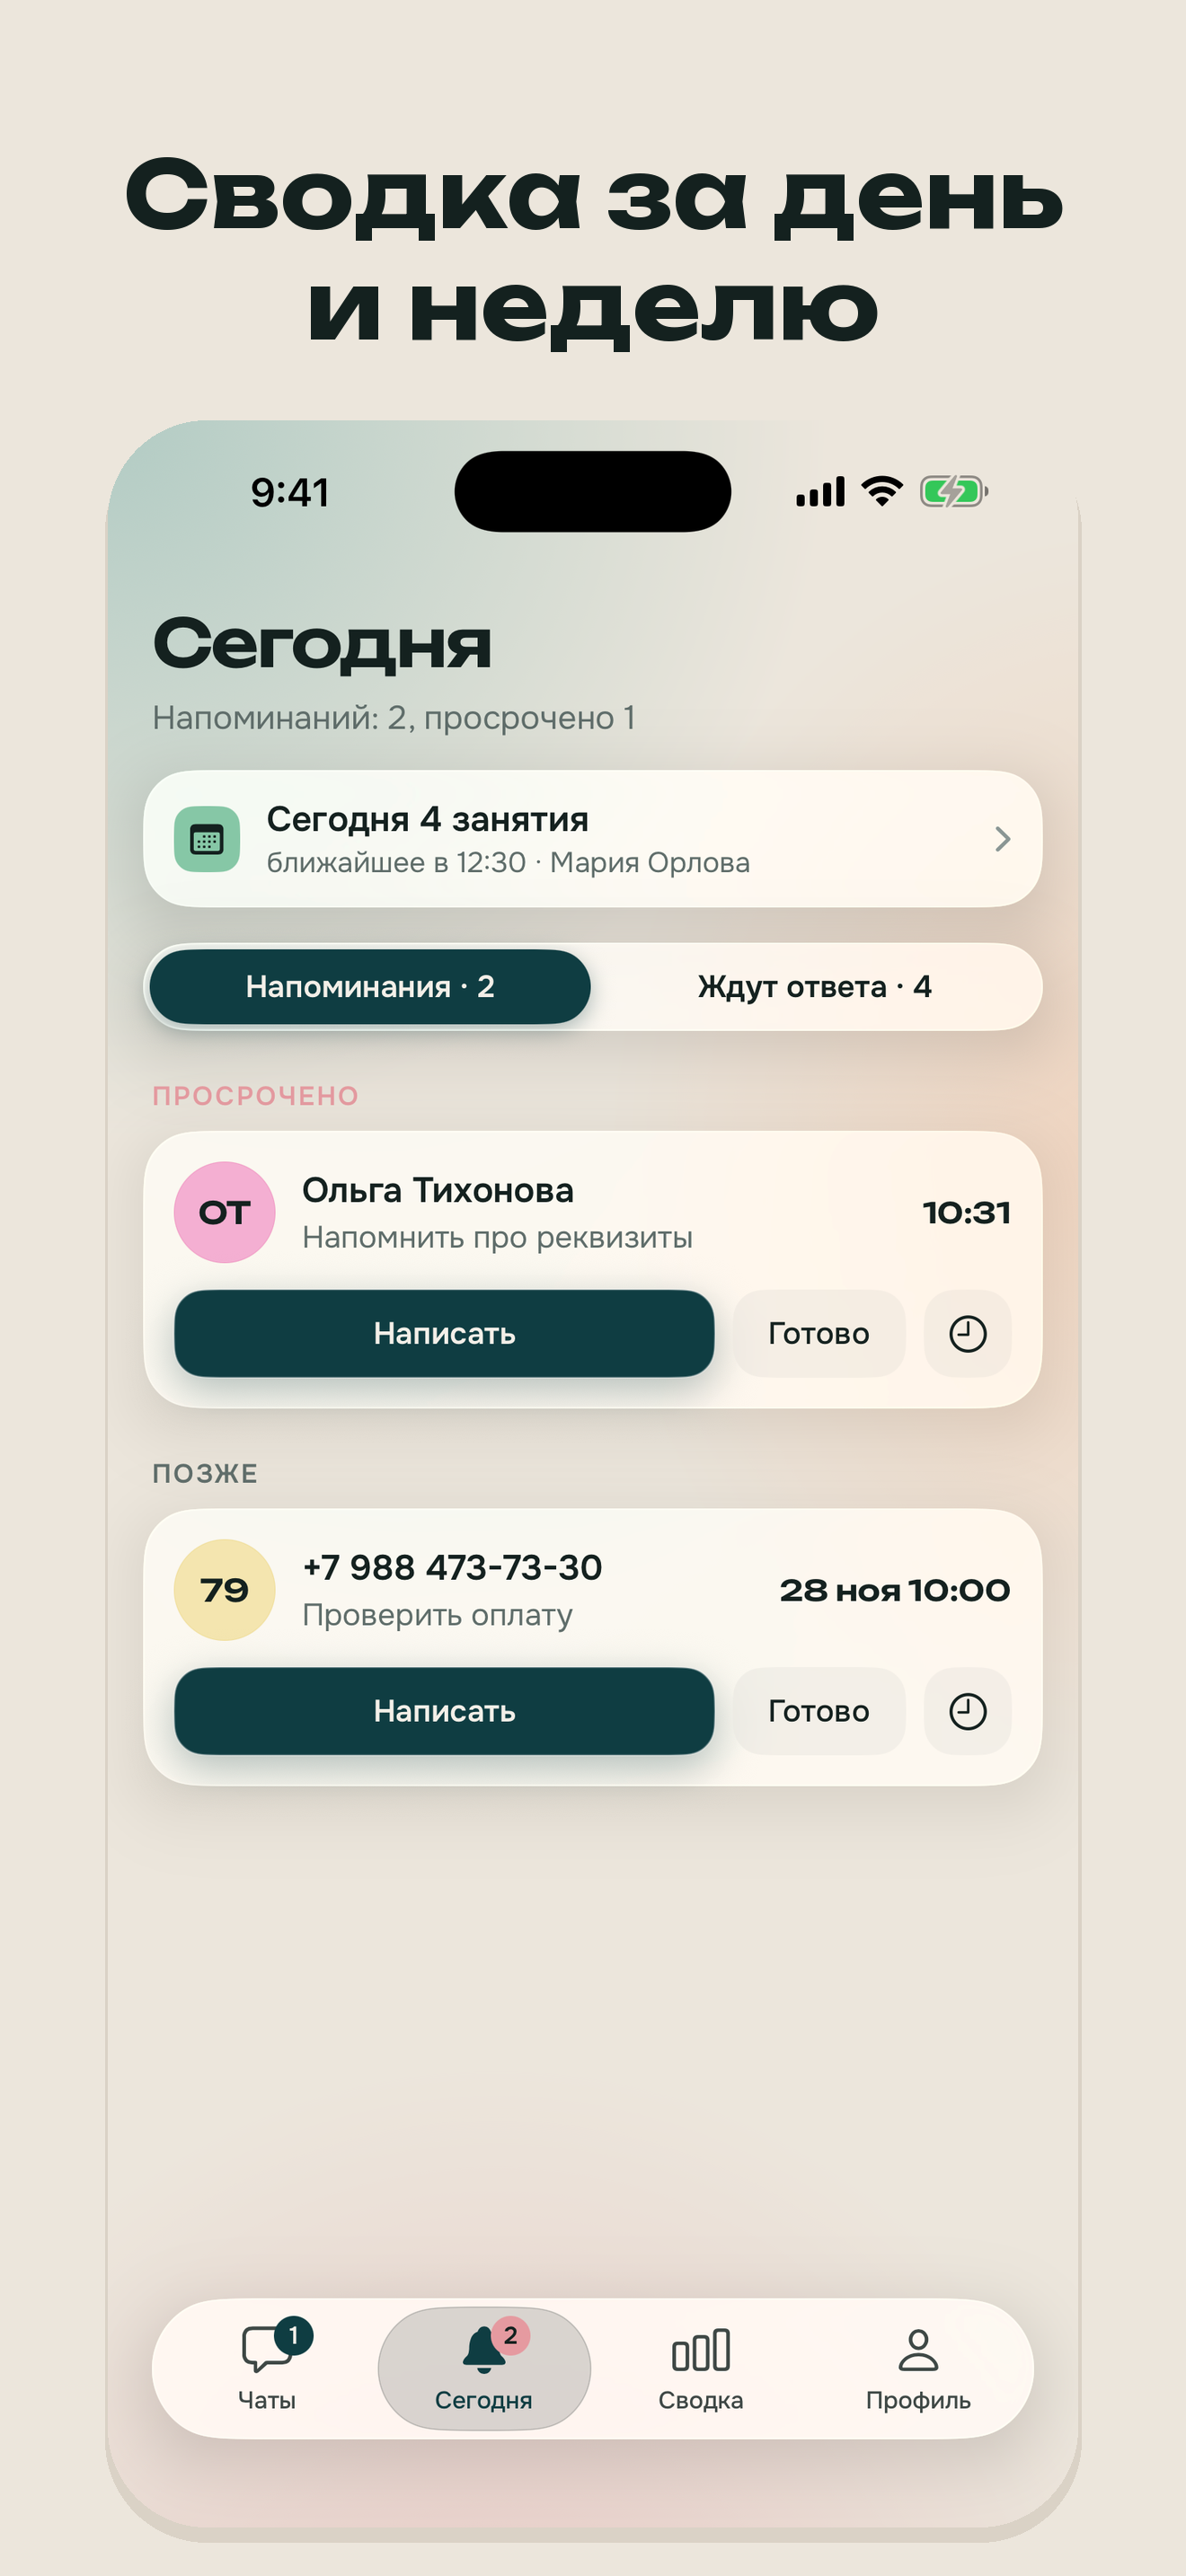 Сводка за день
и неделю
9:41
Сегодня
Напоминаний: 2, просрочено 1
Сегодня 4 занятия
ближайшее в 12:30 · Мария Орлова
Напоминания · 2
Ждут ответа · 4
ПРОСРОЧЕНО
ОТ
Ольга Тихонова
Напомнить про реквизиты
10:31
Написать
Готово
ПОЗЖЕ
79
+7 988 473-73-30
Проверить оплату
28 ноя 10:00
Написать
Готово
1
2
Чаты
Сегодня
Сводка
Профиль